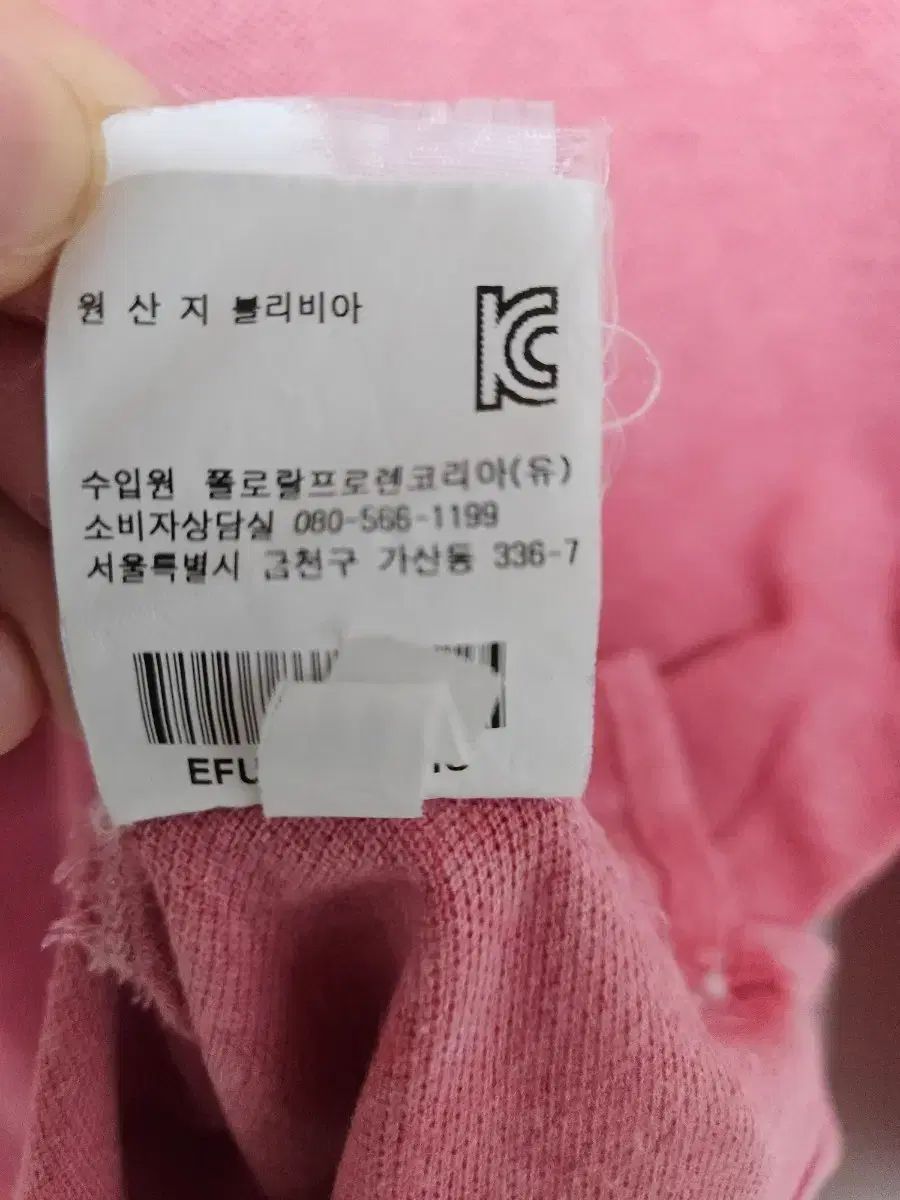 원 산 지 볼리비아
KC
수입원 폴로랄프로렌코리아(유)
소비자상담실 080-566-1199
서울특별시 금천구 가산동 336-7